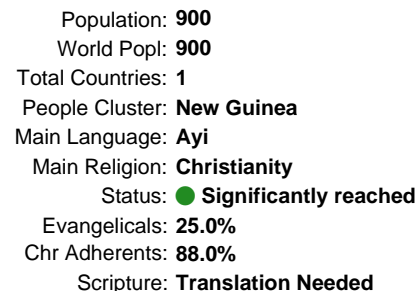 Population: 900
World Popl: 900
Total Countries: 1
People Cluster: New Guinea
Main Language: Ayi
Main Religion: Christianity
Status: Significantly reached
Evangelicals: 25.0%
Chr Adherents: 88.0%
Scripture: Translation Needed